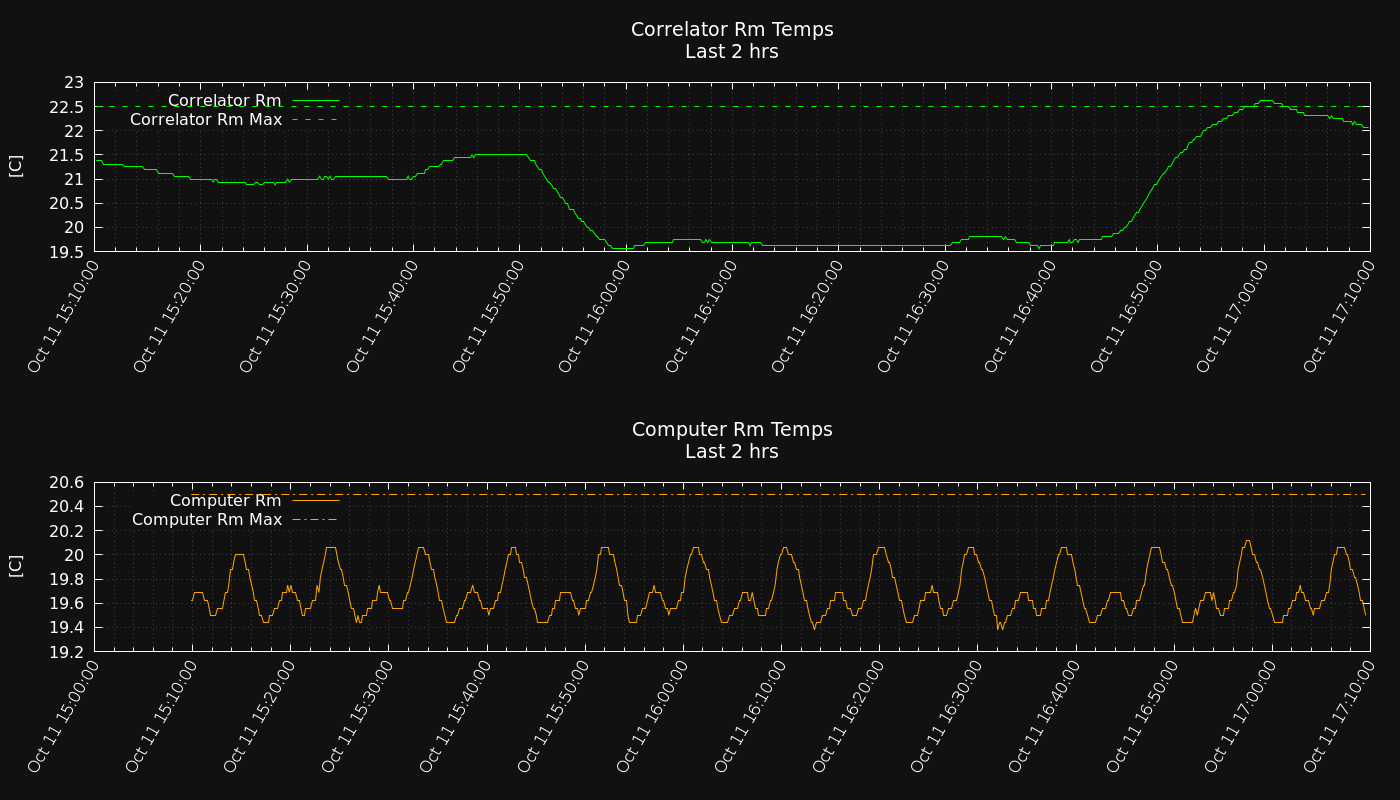 Correlator Rm Temps
Last 2 hrs
23
22.5
22
21.5
21
20.5
20
19.5
[C]
Correlator Rm
Correlator Rm Max
Oct 11 15:10:00
Oct 11 15:20:00
Oct 11 15:30:00
Oct 11 15:40:00
Oct 11 15:50:00
Oct 11 16:00:00
Oct 11 16:10:00
Oct 11 16:20:00
Oct 11 16:30:00
Oct 11 16:40:00
Oct 11 16:50:00
Oct 11 17:00:00
Oct 11 17:10:00
Computer Rm Temps
Last 2 hrs
20.6
20.4
20.2
20
19.8
19.6
19.4
19.2
[C]
Computer Rm
Computer Rm Max
Oct 11 15:00:00
Oct 11 15:10:00
Oct 11 15:20:00
Oct 11 15:30:00
Oct 11 15:40:00
Oct 11 15:50:00
Oct 11 16:00:00
Oct 11 16:10:00
Oct 11 16:20:00
Oct 11 16:30:00
Oct 11 16:40:00
Oct 11 16:50:00
Oct 11 17:00:00
Oct 11 17:10:00